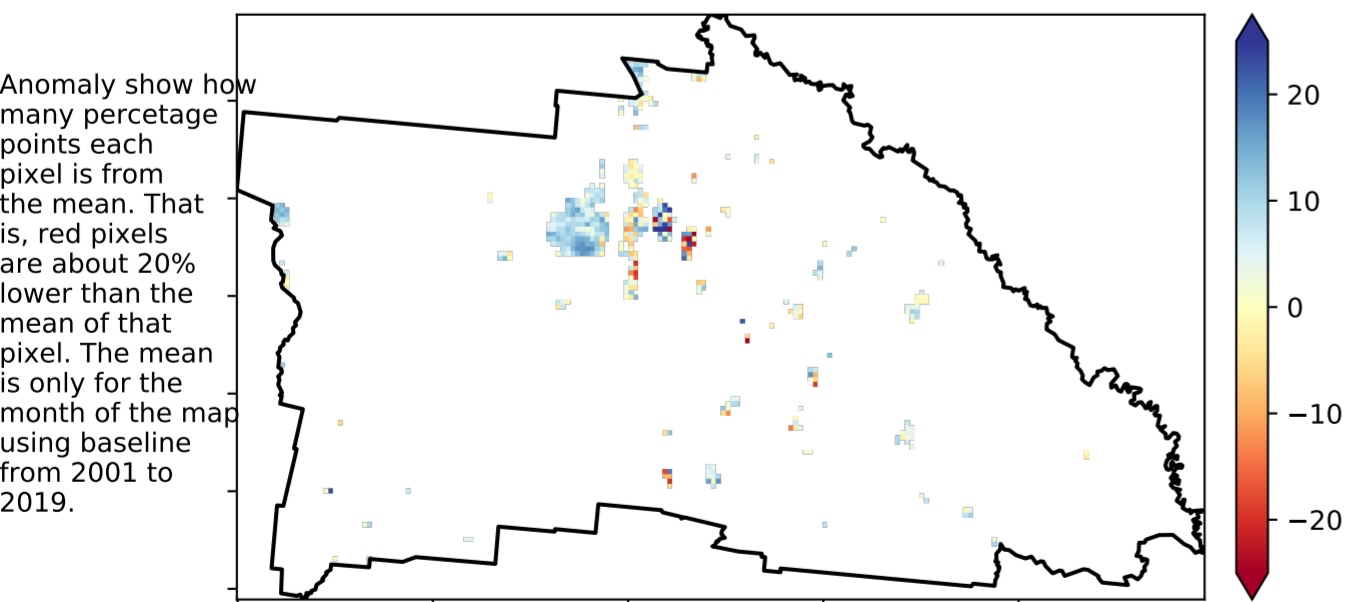 Anomaly show how
many percetage
points each
pixel is from
the mean. That
is, red pixels
are about 20%
lower than the
mean of that
pixel. The mean
is only for the
month of the map
using baseline
from 2001 to
2019.
20
10
0
−10
−20